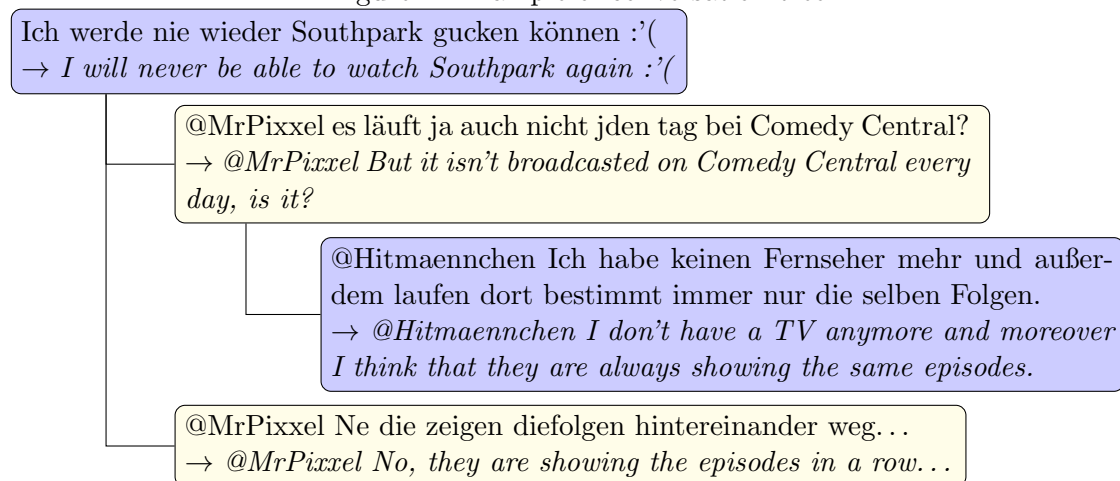 Ich werde nie wieder Southpark gucken können :’(
→ I will never be able to watch Southpark again :’(
@MrPixxel es läuft ja auch nicht jden tag bei Comedy Central?
→ @MrPixxel But it isn't broadcasted on Comedy Central every
day, is it?
@Hitmaennchen Ich habe keinen Fernseher mehr und außer-
dem laufen dort bestimmt immer nur die selben Folgen.
→ @Hitmaennchen I don't have a TV anymore and moreover
I think that they are always showing the same episodes.
@MrPixxel Ne die zeigen diefolgen hintereinander weg...
→ @MrPixxel No, they are showing the episodes in a row...